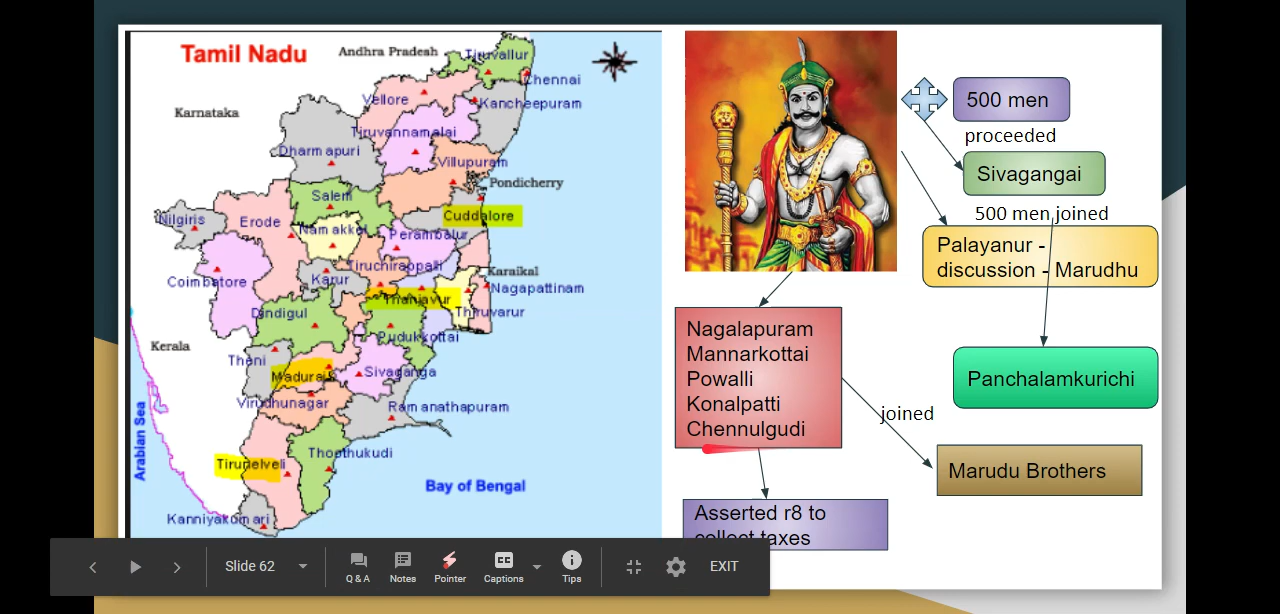 Tamil Nadu
Andhra Pradesh
Tiruvallur
Chennai
Vellore
Kancheepuram
Karnataka
Tiruvannamalai
Dharmapuri
Villupuram
Pondicherry
Salem
Cuddalore
Nilgiris
Erode
Namakkal
Perambalur
Tiruchirappalli
Karaikal
Coimbatore
Karur
Nagapattinam
Thanjavur
Dindigul
Thiruvarur
Pudukkottai
Kerala
Theni
Sivaganga
Madurai
Virudhunagar
Ramanathapuram
Arabian Sea
Thoothukudi
Tirunelveli
Bay of Bengal
Kanniyakumari
500 men
proceeded
Sivagangai
500 men joined
Palayanur -
discussion - Marudhu
Nagalapuram
Mannarkottai
Powalli
Konalpatti
Chennulgudi
Panchalamkurichi
joined
Marudu Brothers
Asserted r8 to
collect taxes
Slide 62
Q & A
Notes
Pointer
Captions
Tips
EXIT